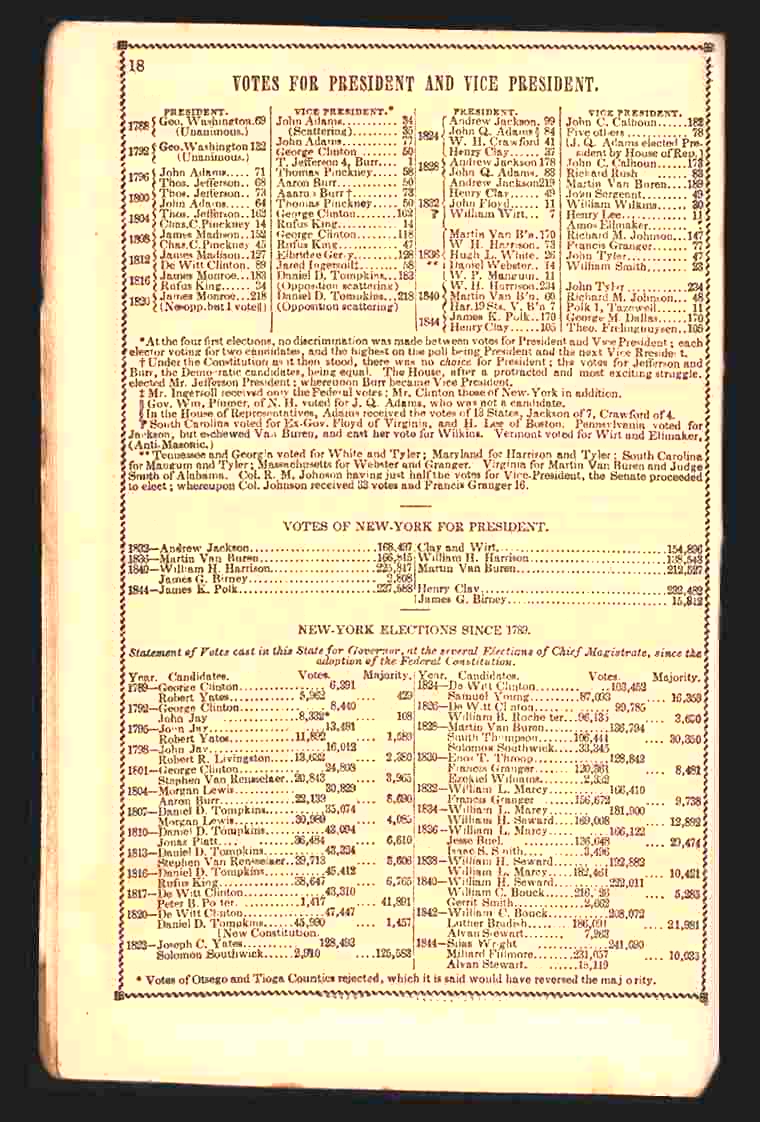 18
VOTES FOR PRESIDENT AND VICE PRESIDENT.
PRESIDENT.
1788 Geo. Washington.69
(Unanimous.)
1792 Geo.Washington 132
(Unanimous.)
1796 John Adams..... 71
Thos. Jefferson.. 68
1800 Thos. Jefferson.. 73
John Adams..... 64
1804 Thos. Jefferson..162
Chas.C.Pinckney 14
1808 James Madison..152
Chas.C.Pinckney 45
1812 James Madison..127
De Witt Clinton. 89
1816 James Monroe...183
Rufus King..... 34
1820 James Monroe...218
(No opp.but 1 vote‖)
VICE PRESIDENT.*
John Adams............ 34
(Scattering)........... 35
John Adams............ 77
George Clinton ........ 50
T. Jefferson 4, Burr.... 1
Thomas Pinckney...... 58
Aaron Burr............. 50
Aaron Burr †........... 73
Thomas Pinckney...... 50
George Clinton.........162
Rufus King............. 14
George Clinton.........118
Rufus King............. 47
Elbridge Gerry.........128
Jared Ingersoll‡....... 58
Daniel D. Tompkins...183
(Opposition scattering)
Daniel D. Tompkins...218
(Opposition scattering)
PRESIDENT.
1824 Andrew Jackson. 99
John Q. Adams § 84
W. H. Crawford 41
Henry Clay...... 37
1828 Andrew Jackson 178
John Q. Adams. 83
1832 Andrew Jackson219
Henry Clay..... 49
John Floyd..... 11
William Wirt... 7
1836 Martin Van B'n.170
** W. H. Harrison. 73
Hugh L. White. 26
Daniel Webster.. 14
W. P. Mangum. 11
1840 W. H. Harrison.234
Martin Van B'n. 60
Har.19 Sts. V. B'n 7
1844 James K. Polk..170
Henry Clay......105
VICE PRESIDENT.
John C. Calhoun.....182
Five others.......... 78
(J. Q. Adams elected President
by House of Rep.)
John C. Calhoun....173
Richard Rush ...... 83
Martin Van Buren...189
John Sergeant...... 49
William Wilkins.... 30
Henry Lee.......... 11
Amos Ellmaker..... 7
Richard M. Johnson..147
Francis Granger..... 77
John Tyler.......... 47
William Smith....... 23
John Tyler..........234
Richard M. Johnson.. 48
Polk 1, Tazewell...... 11
George M. Dallas.....170
Theo. Frelinghuysen..105
*At the four first elections, no discrimination was made between votes for President and Vice President; each
elector voting for two candidates, and the highest on the poll being President and the next Vice President.
† Under the Constitution as it then stood, there was no choice for President; the votes for Jefferson and
Burr, the Democratic candidates, being equal. The House, after a protracted and most exciting struggle,
elected Mr. Jefferson President; whereupon Burr became Vice President.
‡ Mr. Ingersoll received only the Federal votes; Mr. Clinton those of New-York in addition.
‖ Gov. Wm. Plumer, of N. H. voted for J. Q. Adams, who was not a candidate.
§ In the House of Representatives, Adams received the votes of 13 States, Jackson of 7, Crawford of 4.
¶ South Carolina voted for Ex-Gov. Floyd of Virginia, and H. Lee of Boston. Pennsylvania voted for
Jackson, but eschewed Van Buren, and cast her vote for Wilkins. Vermont voted for Wirt and Ellmaker,
(Anti-Masonic.)
**Tennessee and Georgia voted for White and Tyler; Maryland for Harrison and Tyler; South Carolina
for Mangum and Tyler; Massachusetts for Webster and Granger. Virginia for Martin Van Buren and Judge
Smith of Alabama. Col. R. M. Johnson having just half the votes for Vice-President, the Senate proceeded
to elect; whereupon Col. Johnson received 33 votes and Francis Granger 16.
VOTES OF NEW-YORK FOR PRESIDENT.
1832—Andrew Jackson......168,497 Clay and Wirt......154,896
1836—Martin Van Buren......166,815 William H. Harrison......138,543
1840—William H. Harrison......225,817 Martin Van Buren......212,527
James G. Birney......2,808
1844—James K. Polk......237,588 Henry Clay......232,482
James G. Birney......15,812
NEW-YORK ELECTIONS SINCE 1789.
Statement of Votes cast in this State for Governor, at the several Elections of Chief Magistrate, since the
adoption of the Federal Constitution.
Year. Candidates. Votes. Majority.
1789—George Clinton........ 6,391
Robert Yates..... 5,962 .... 429
1792—George Clinton........ 8,440
John Jay ........ 8,332* .... 108
1795—John Jay........ 13,481
Robert Yates......11,892 .... 1,589
1798—John Jay........ 16,012
Robert R. Livingston....13,632 .... 2,380
1801—George Clinton........ 24,808
Stephen Van Rensselaer..20,843 .... 3,965
1804—Morgan Lewis........ 30,829
Aaron Burr........22,139 .... 8,690
1807—Daniel D. Tompkins...... 35,074
Morgan Lewis......30,989 .... 4,085
1810—Daniel D. Tompkins...... 43,094
Jonas Platt.......36,484 .... 6,610
1813—Daniel D. Tompkins...... 43,324
Stephen Van Rensselaer..39,713 .... 3,606
1816—Daniel D. Tompkins...... 45,412
Rufus King........38,647 .... 6,765
1817—De Witt Clinton........ 43,310
Peter B. Porter...... 1,417 .... 41,891
1820—De Witt Clinton........ 47,447
Daniel D. Tompkins.....45,990 .... 1,457
[New Constitution.
1823—Joseph C. Yates........ 128,493
Solomon Southwick.... 2,910 ....125,583
Year. Candidates. Votes. Majority.
1824—De Witt Clinton........ 103,452
Samuel Young........ 87,093 .... 16,359
1826—De Witt Clinton........ 99,785
William B. Rochester...96,135 .... 3,650
1828—Martin Van Buren........ 136,794
Smith Thompson....106,444 .... 30,350
Solomon Southwick.... 33,345
1830—Enos T. Throop........ 128,842
Francis Granger .....120,361 .... 8,481
Ezekiel Williams....... 2,332
1832—William L. Marcy........ 166,410
Francis Granger ......156,672 .... 9,738
1834—William L. Marcy........ 181,900
William H. Seward....169,008 .... 12,892
1836—William L. Marcy........ 166,122
Jesse Buel............136,648 .... 29,474
Isaac S. Smith........ 3,496
1838—William H. Seward........ 192,882
William L. Marcy....182,461 .... 10,421
1840—William H. Seward........ 222,011
William C. Bouck .... .... 5,285
Gerrit Smith......... 2,662
1842—William C. Bouck........ 208,072
Luther Bradish...... 186,091 .... 21,981
Alvan Stewart....... 7,263
1844—Silas Wright ........241,090
Millard Fillmore......231,057 .... 10,033
Alvan Stewart. ......15,119
* Votes of Otsego and Tioga Counties rejected, which it is said would have reversed the majority.